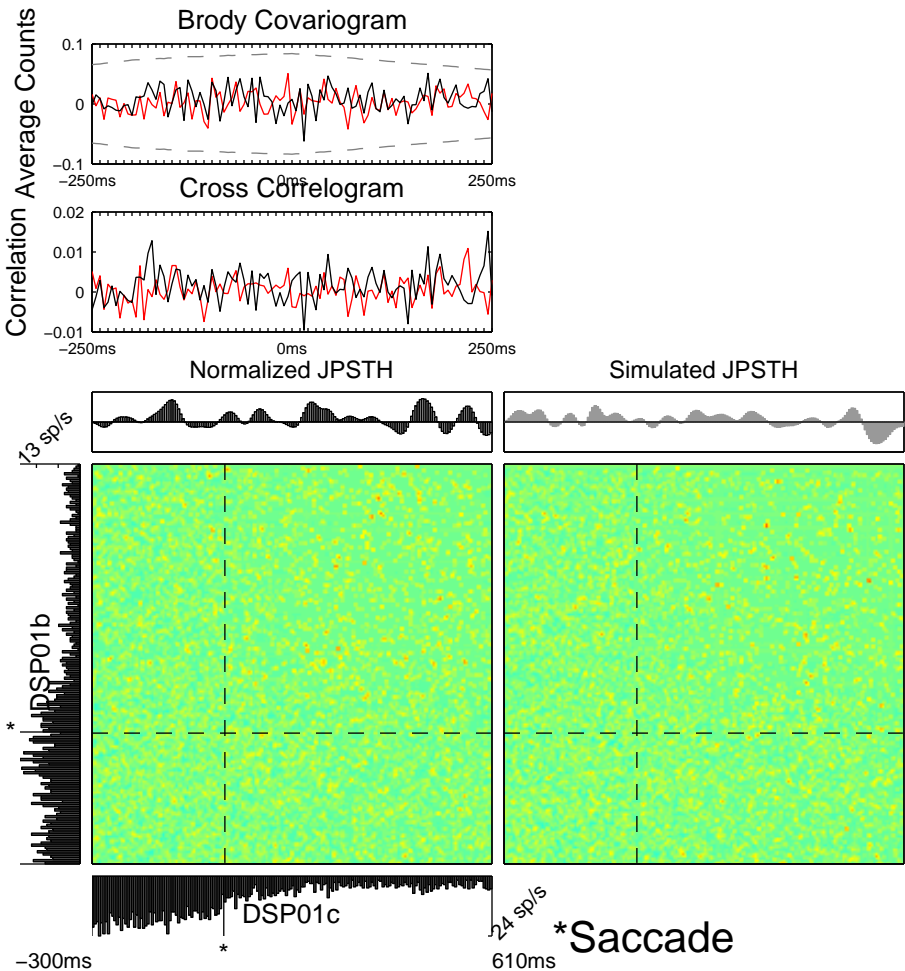 Brody Covariogram
Average Counts
0.1
0
−0.1
−250ms
0ms
250ms
Cross Correlogram
Correlation
0.02
0.01
0
−0.01
−250ms
0ms
250ms
Normalized JPSTH
Simulated JPSTH
13 sp/s
DSP01b
*
DSP01c
*
24 sp/s
*Saccade
−300ms
610ms